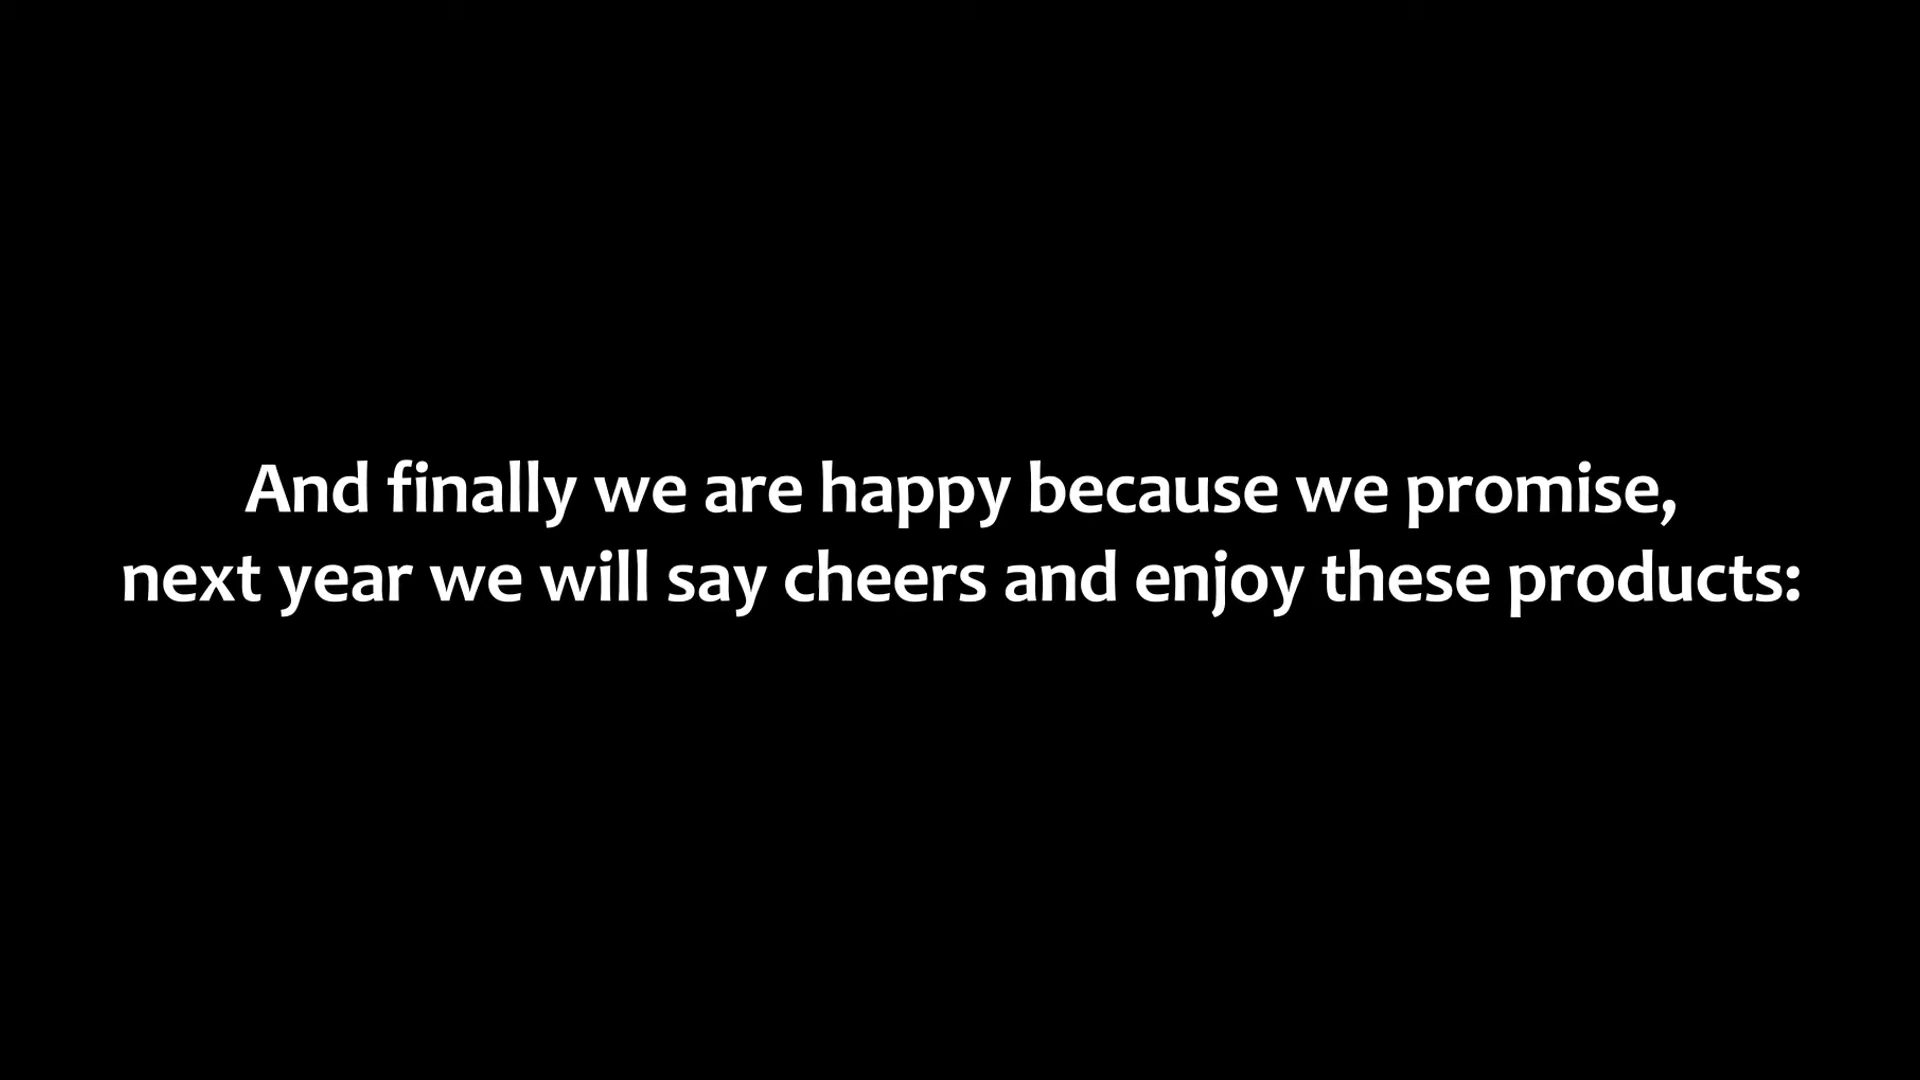 And finally we are happy because we promise,
next year we will say cheers and enjoy these products: